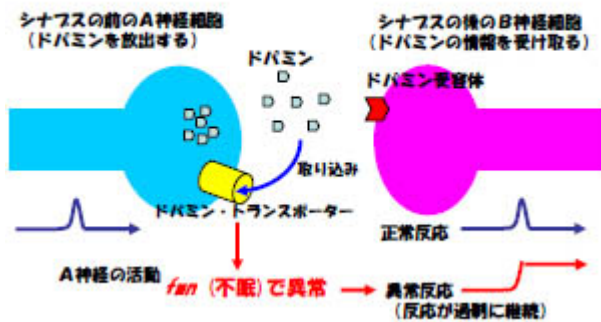 シナプスの前のA神経細胞
(ドパミンを放出する)
シナプスの後のB神経細胞
(ドパミンの情報を受け取る)
ドパミン
ドパミン受容体
取り込み
ドパミン・トランスポーター
正常反応
A神経の活動
fmn (不眠)で異常
異常反応
(反応が過剰に継続)